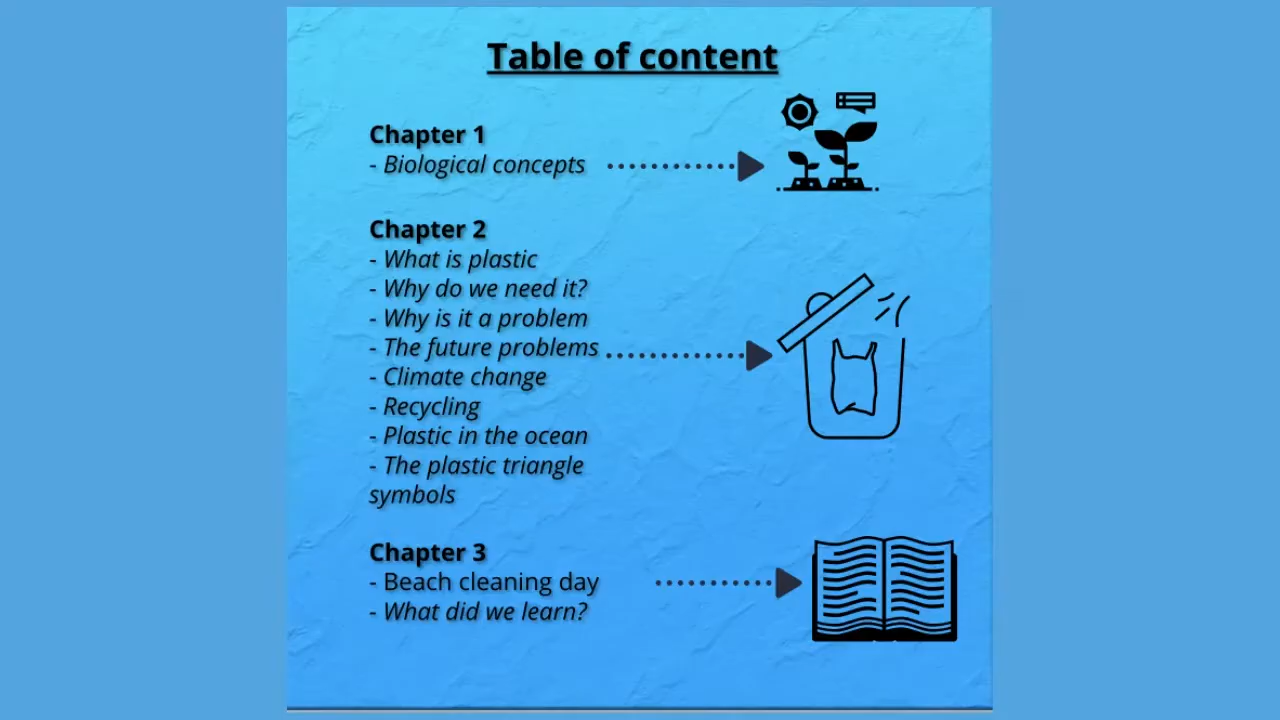 Table of content
Chapter 1
- Biological concepts
Chapter 2
- What is plastic
- Why do we need it?
- Why is it a problem
- The future problems
- Climate change
- Recycling
- Plastic in the ocean
- The plastic triangle
symbols
Chapter 3
- Beach cleaning day
- What did we learn?